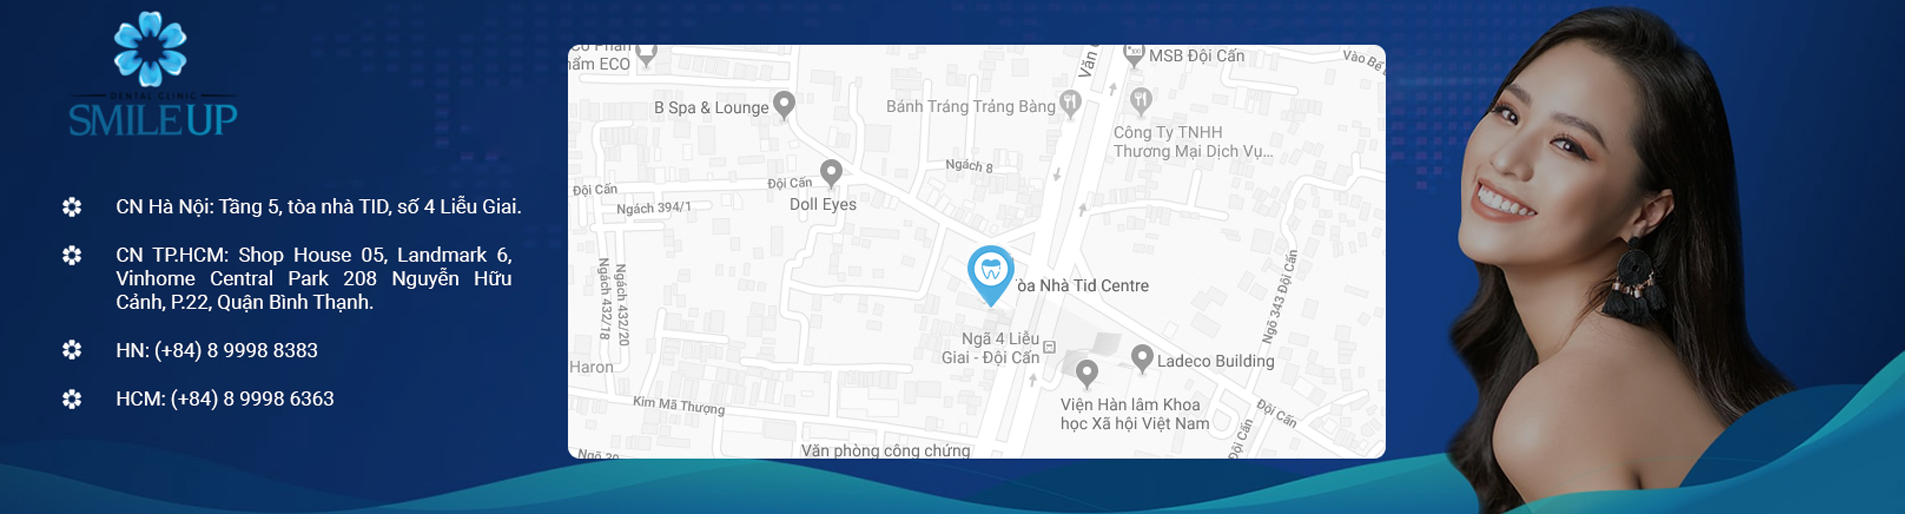 DENTAL CLINIC
SMILE UP
CN Hà Nội: Tầng 5, tòa nhà TID, số 4 Liễu Giai.
CN TP.HCM: Shop House 05, Landmark 6,
Vinhome Central Park 208 Nguyễn Hữu
Cảnh, P.22, Quận Bình Thạnh.
HN: (+84) 8 9998 8383
HCM: (+84) 8 9998 6363
ECO
MSB Đội Cấn
Văn
Vào Bể
B Spa & Lounge
Bánh Tráng Trảng Bàng
Công Ty TNHH
Thương Mại Dịch Vụ...
Ngách 8
Đội Cấn
Đội Cấn
Doll Eyes
Ngách 394/1
Ngách 432/18
Ngách 432/20
Tòa Nhà Tid Centre
Ngõ 343 Đội Cấn
Ngã 4 Liễu
Giai - Đội Cấn
Ladeco Building
Haron
Kim Mã Thượng
Viện Hàn lâm Khoa
học Xã hội Việt Nam
Đội Cấn
Đội Cấn
Văn phòng công chứng